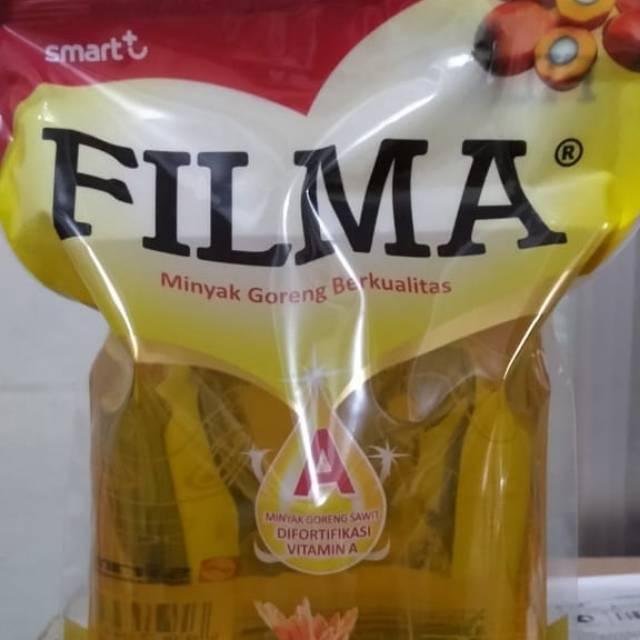 smart
FILMA®
Minyak Goreng Berkualitas
A
MINYAK GORENG SAWIT
DIFORTIFIKASI
VITAMIN A